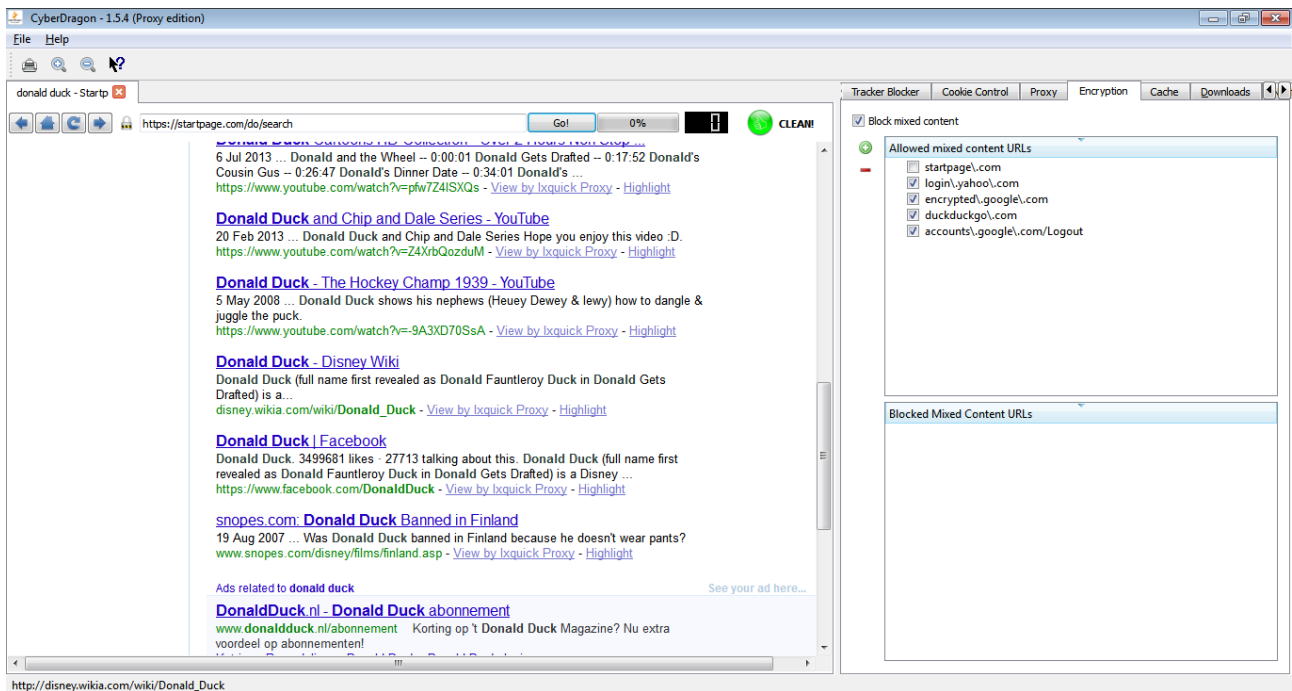 CyberDragon - 1.5.4 (Proxy edition)
File Help
donald duck - Startp
https://startpage.com/do/search
Go!
0%
0
CLEAN!
Donald Duck Cartoons HD Collection - Over 2 Hours Non Stop ...
6 Jul 2013 ... Donald and the Wheel -- 0:00:01 Donald Gets Drafted -- 0:17:52 Donald's
Cousin Gus -- 0:26:47 Donald's Dinner Date -- 0:34:01 Donald's ...
https://www.youtube.com/watch?v=pfw7Z4ISXQs - View by Ixquick Proxy - Highlight
Donald Duck and Chip and Dale Series - YouTube
20 Feb 2013 ... Donald Duck and Chip and Dale Series Hope you enjoy this video :D.
https://www.youtube.com/watch?v=Z4XrbQozduM - View by Ixquick Proxy - Highlight
Donald Duck - The Hockey Champ 1939 - YouTube
5 May 2008 ... Donald Duck shows his nephews (Heuey Dewey & lewy) how to dangle &
juggle the puck.
https://www.youtube.com/watch?v=-9A3XD70SsA - View by Ixquick Proxy - Highlight
Donald Duck - Disney Wiki
Donald Duck (full name first revealed as Donald Fauntleroy Duck in Donald Gets
Drafted) is a...
disney.wikia.com/wiki/Donald_Duck - View by Ixquick Proxy - Highlight
Donald Duck | Facebook
Donald Duck. 3499681 likes · 27713 talking about this. Donald Duck (full name first
revealed as Donald Fauntleroy Duck in Donald Gets Drafted) is a Disney ...
https://www.facebook.com/DonaldDuck - View by Ixquick Proxy - Highlight
snopes.com: Donald Duck Banned in Finland
19 Aug 2007 ... Was Donald Duck banned in Finland because he doesn't wear pants?
www.snopes.com/disney/films/finland.asp - View by Ixquick Proxy - Highlight
Ads related to donald duck
See your ad here...
DonaldDuck.nl - Donald Duck abonnement
www.donaldduck.nl/abonnement Korting op 't Donald Duck Magazine? Nu extra
voordeel op abonnementen!
http://disney.wikia.com/wiki/Donald_Duck
Tracker Blocker Cookie Control Proxy Encryption Cache Downloads
Block mixed content
Allowed mixed content URLs
startpage\.com
login\.yahoo\.com
encrypted\.google\.com
duckduckgo\.com
accounts\.google\.com/Logout
Blocked Mixed Content URLs